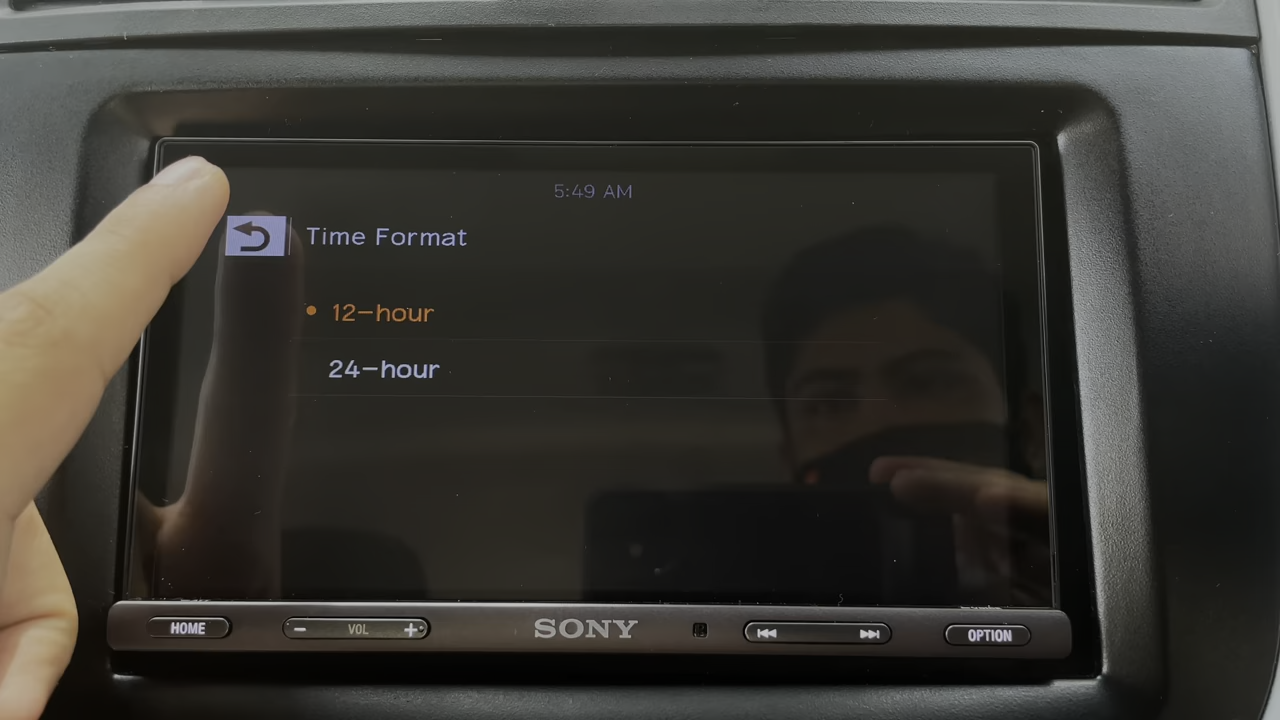 5:49 AM
Time Format
12-hour
24-hour
HOME
VOL
SONY
OPTION